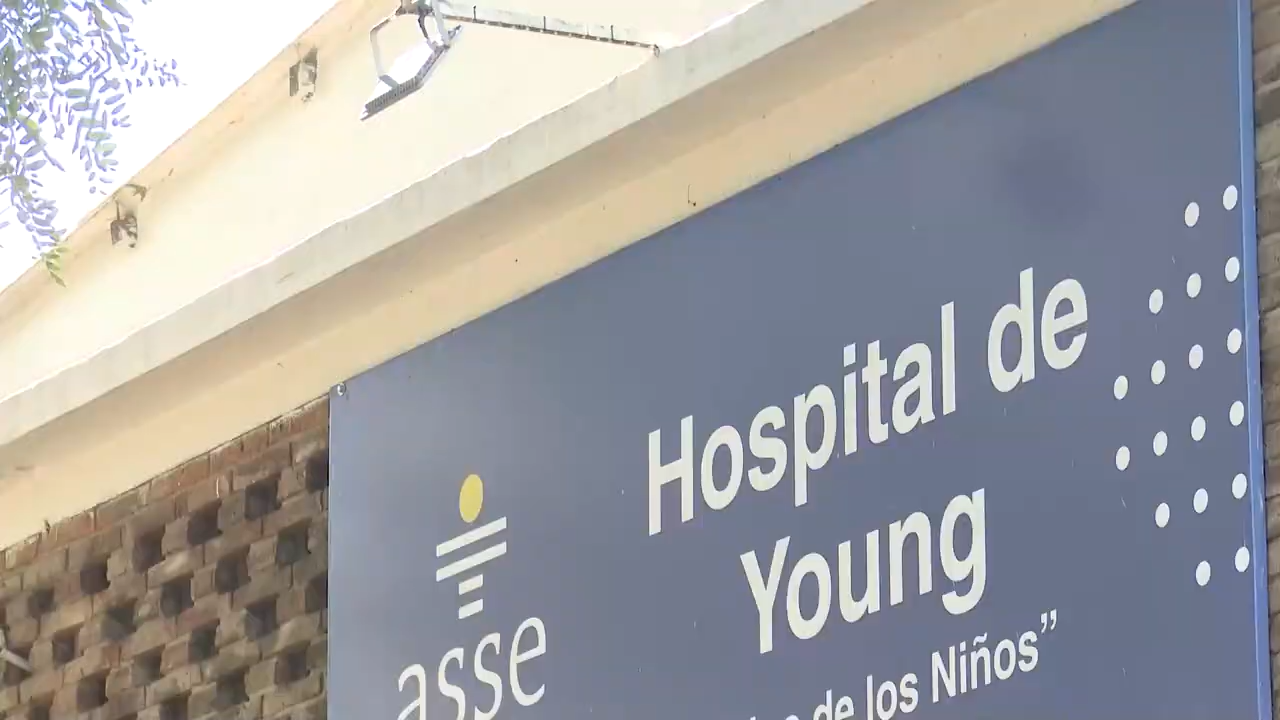 Hospital de
Young
de los Niños”
asse